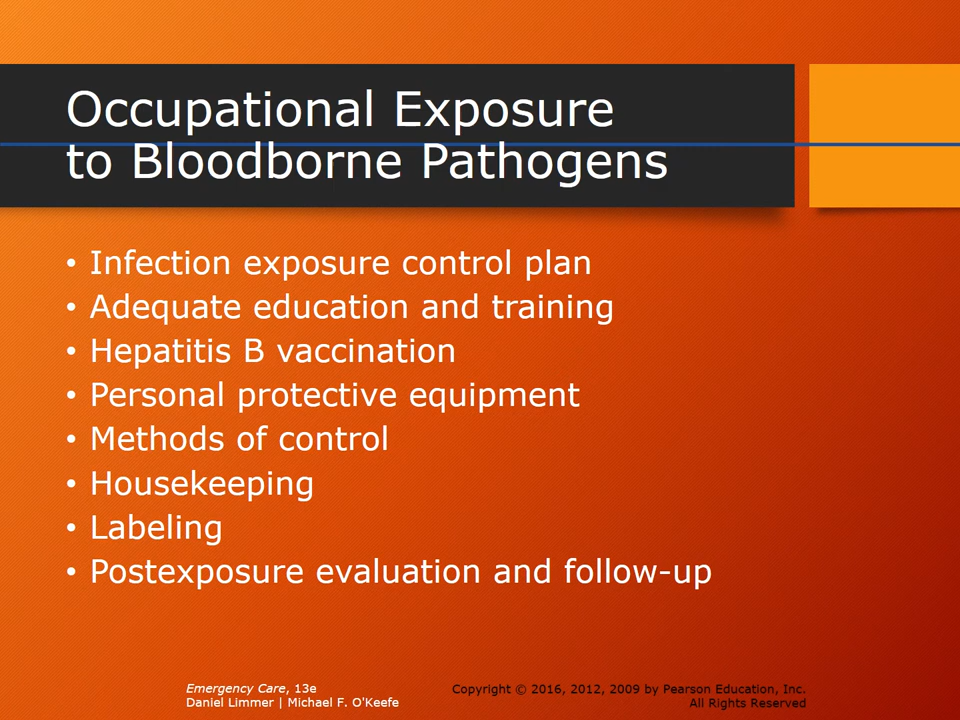 Occupational Exposure
to Bloodborne Pathogens
• Infection exposure control plan
• Adequate education and training
• Hepatitis B vaccination
• Personal protective equipment
• Methods of control
• Housekeeping
• Labeling
• Postexposure evaluation and follow-up
Emergency Care, 13e
Daniel Limmer | Michael F. O'Keefe
Copyright © 2016, 2012, 2009 by Pearson Education, Inc.
All Rights Reserved